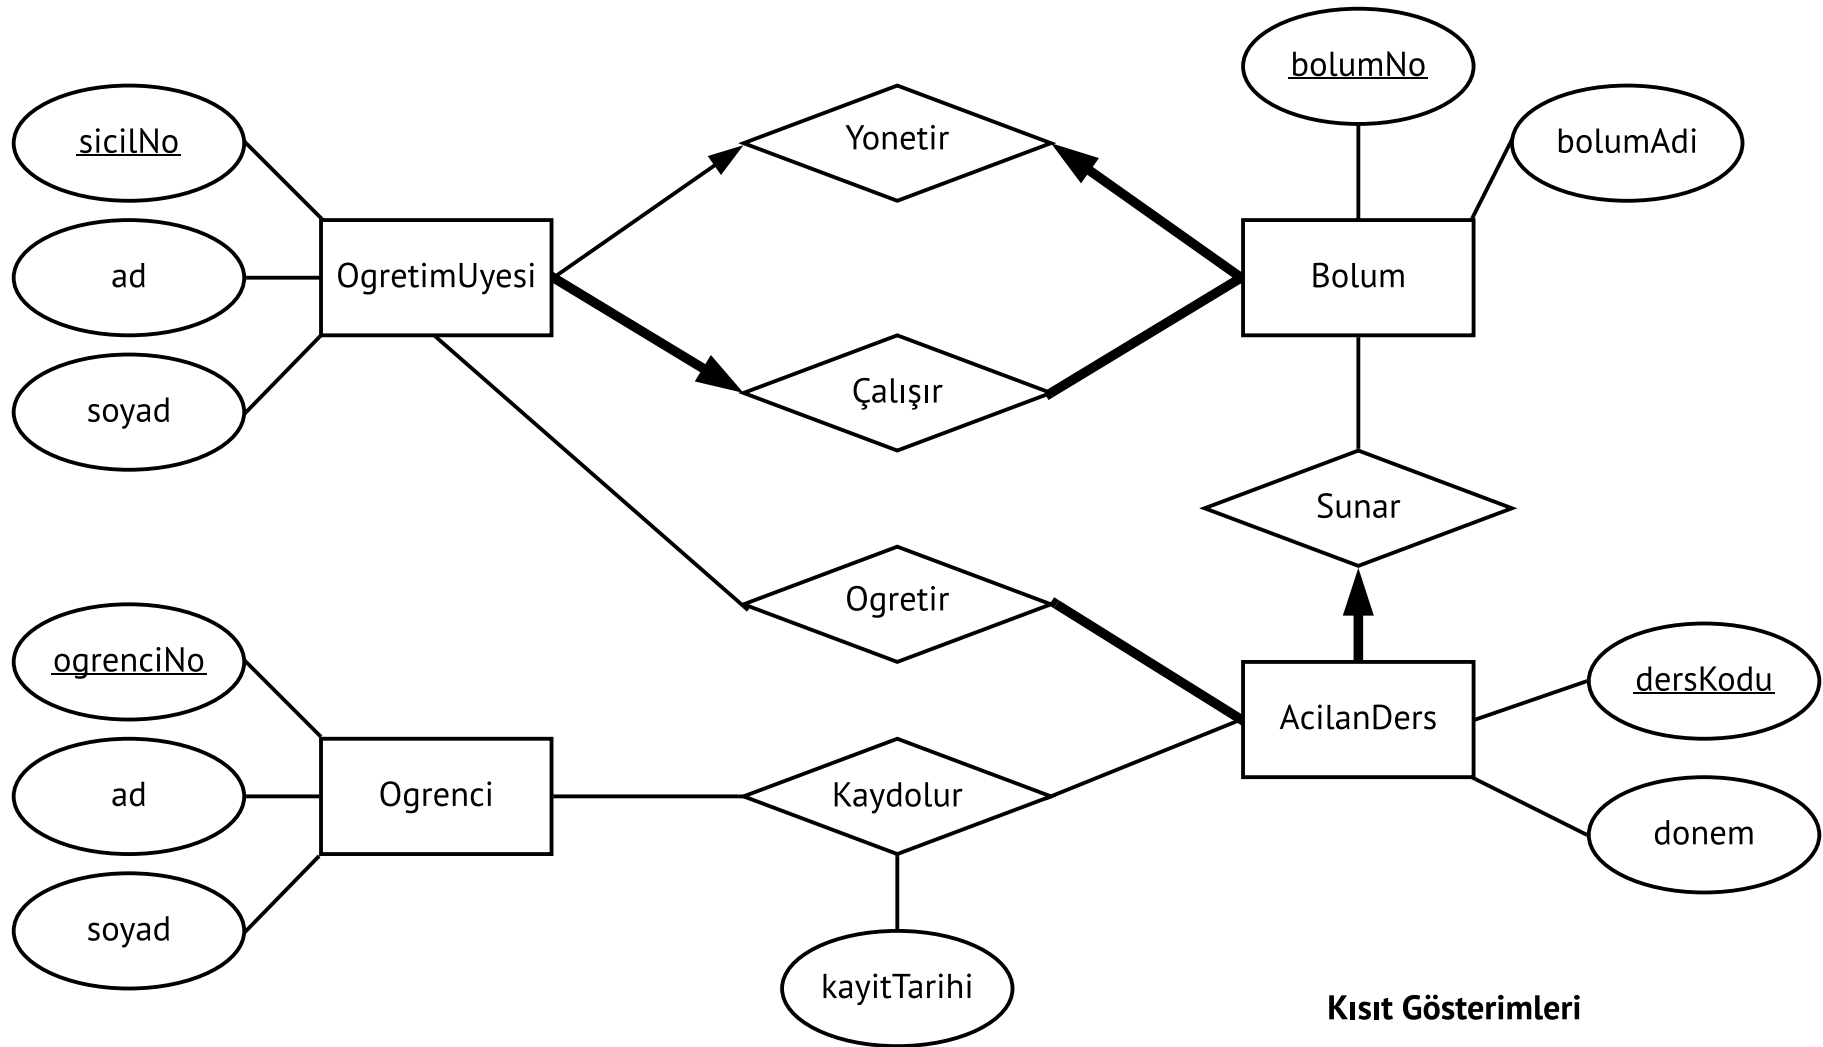 bolumNo
sicilNo
Yonetir
bolumAdi
ad
OgretimUyesi
Bolum
soyad
Çalışır
Sunar
Ogretir
ogrenciNo
dersKodu
AcilanDers
ad
Ogrenci
Kaydolur
donem
soyad
kayitTarihi
Kısıt Gösterimleri